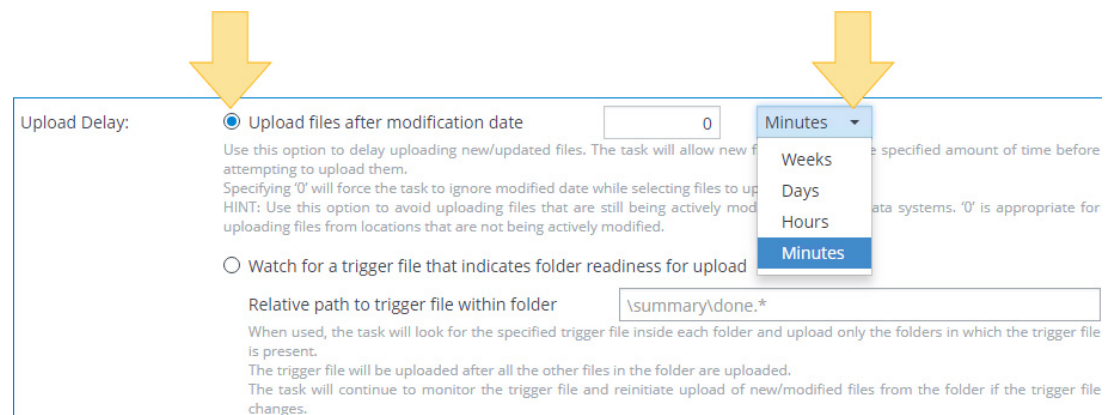 Upload Delay:
Upload files after modification date
0
Minutes
Use this option to delay uploading new/updated files. The task will allow new f
e specified amount of time before
attempting to upload them.
Specifying ‘0’ will force the task to ignore modified date while selecting files to up
HINT: Use this option to avoid uploading files that are still being actively mod
ata systems. ‘0’ is appropriate for
uploading files from locations that are not being actively modified.
Weeks
Days
Hours
Minutes
Watch for a trigger file that indicates folder readiness for upload
Relative path to trigger file within folder
\summary\done.*
When used, the task will look for the specified trigger file inside each folder and upload only the folders in which the trigger file
is present.
The trigger file will be uploaded after all the other files in the folder are uploaded.
The task will continue to monitor the trigger file and reinitiate upload of new/modified files from the folder if the trigger file
changes.